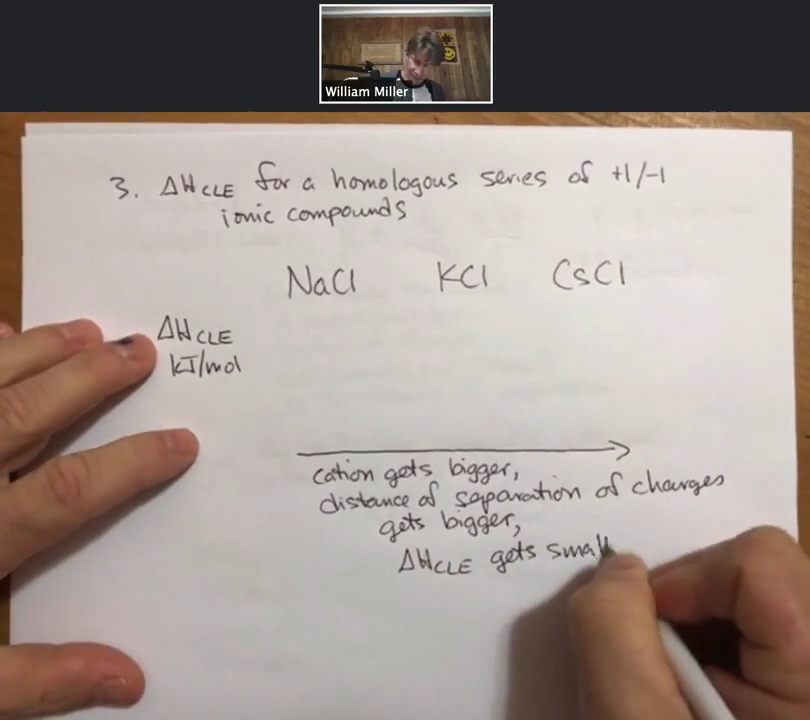 William Miller
3. ΔHCLE for a homologous series of +1/-1
ionic compounds
NaCl KCl CsCl
ΔHCLE
kJ/mol
cation gets bigger,
distance of separation of charges
gets bigger,
ΔHCLE gets small